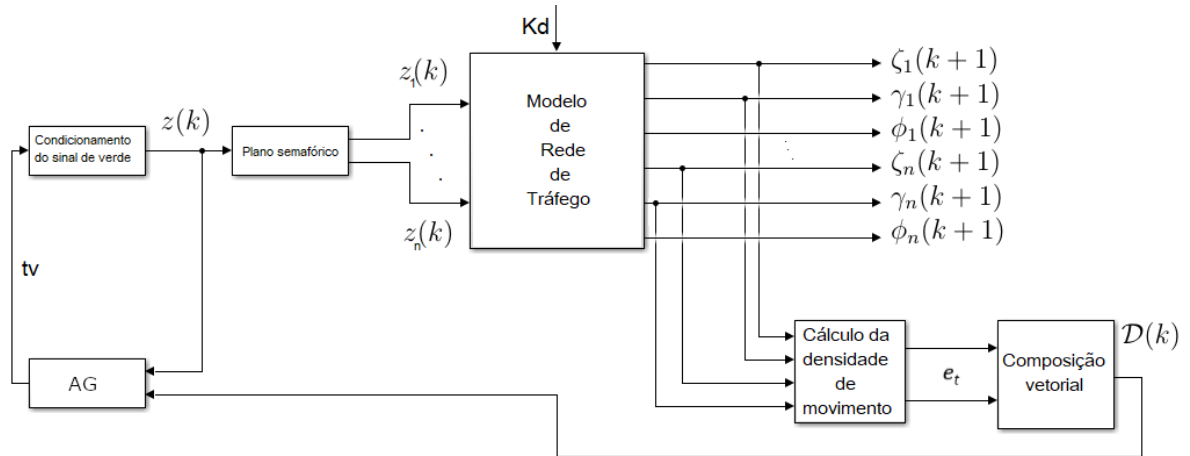 Kd
z₁(k)
Modelo
de
Rede
de
Tráfego
ζ₁(k + 1)
γ₁(k + 1)
ϕ₁(k + 1)
ζₙ(k + 1)
γₙ(k + 1)
ϕₙ(k + 1)
Condicionamento
do sinal de verde
z(k)
Plano semafórico
zₙ(k)
tv
AG
Cálculo da
densidade
de
movimento
eₜ
Composição
vetorial
𝒟(k)